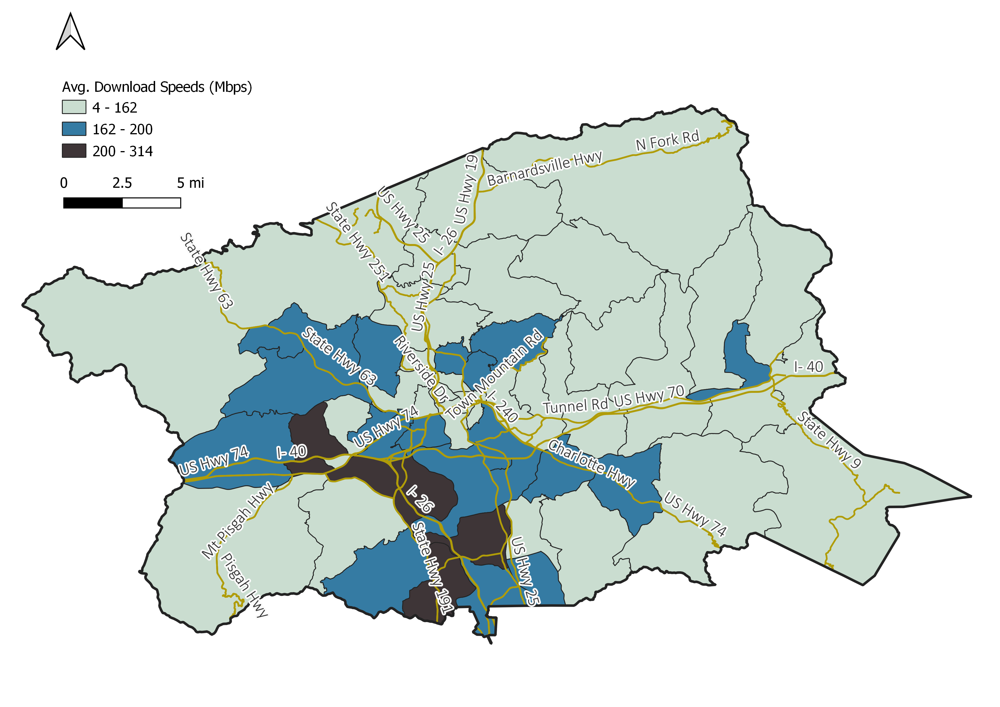 Avg. Download Speeds (Mbps)
4 - 162
162 - 200
200 - 314
0 2.5 5 mi
N Fork Rd
Barnardsville Hwy
US Hwy 19
US Hwy 25
I- 26
State Hwy 251
State Hwy 63
US Hwy 25
State Hwy 63
Riverside Dr
Town Mountain Rd
I- 40
I- 240
Tunnel Rd
US Hwy 70
US Hwy 74
State Hwy 9
I- 40
US Hwy 74
Charlotte Hwy
I- 26
US Hwy 74
Mt Pisgah Hwy
State Hwy 191
US Hwy 25
Pisgah Hwy